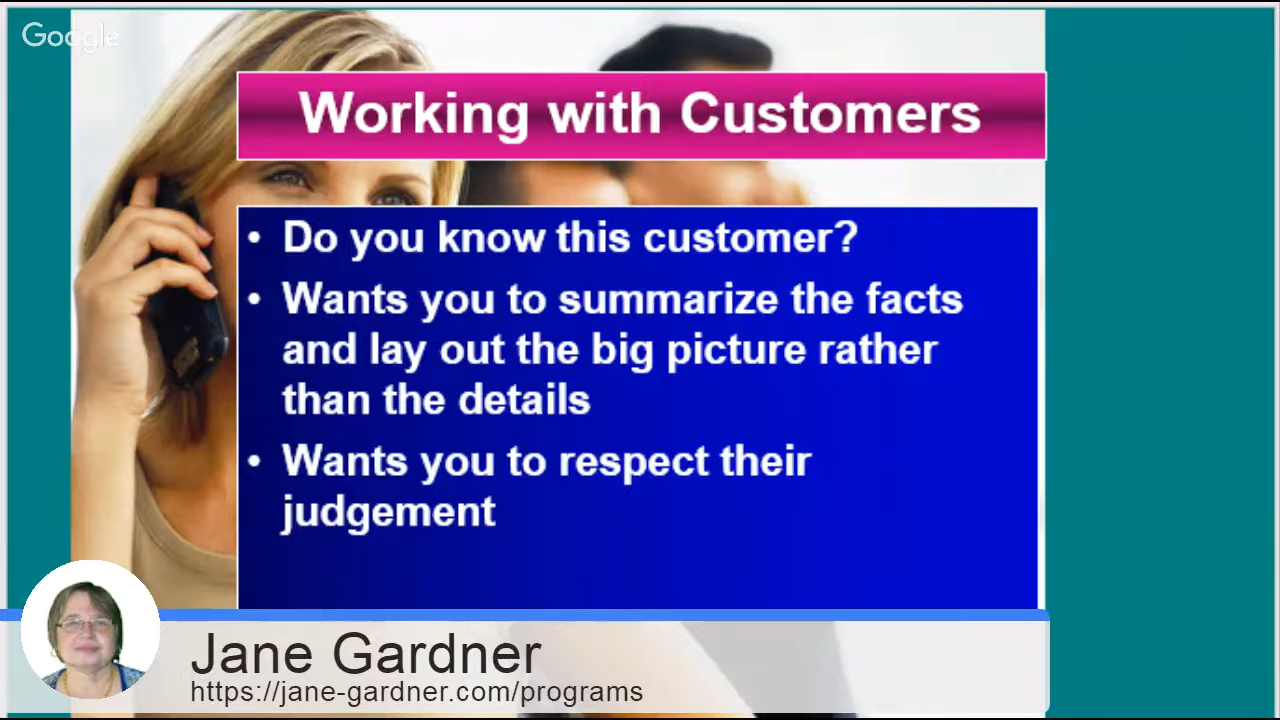 Google
Working with Customers
• Do you know this customer?
• Wants you to summarize the facts
and lay out the big picture rather
than the details
• Wants you to respect their
judgement
Jane Gardner
https://jane-gardner.com/programs